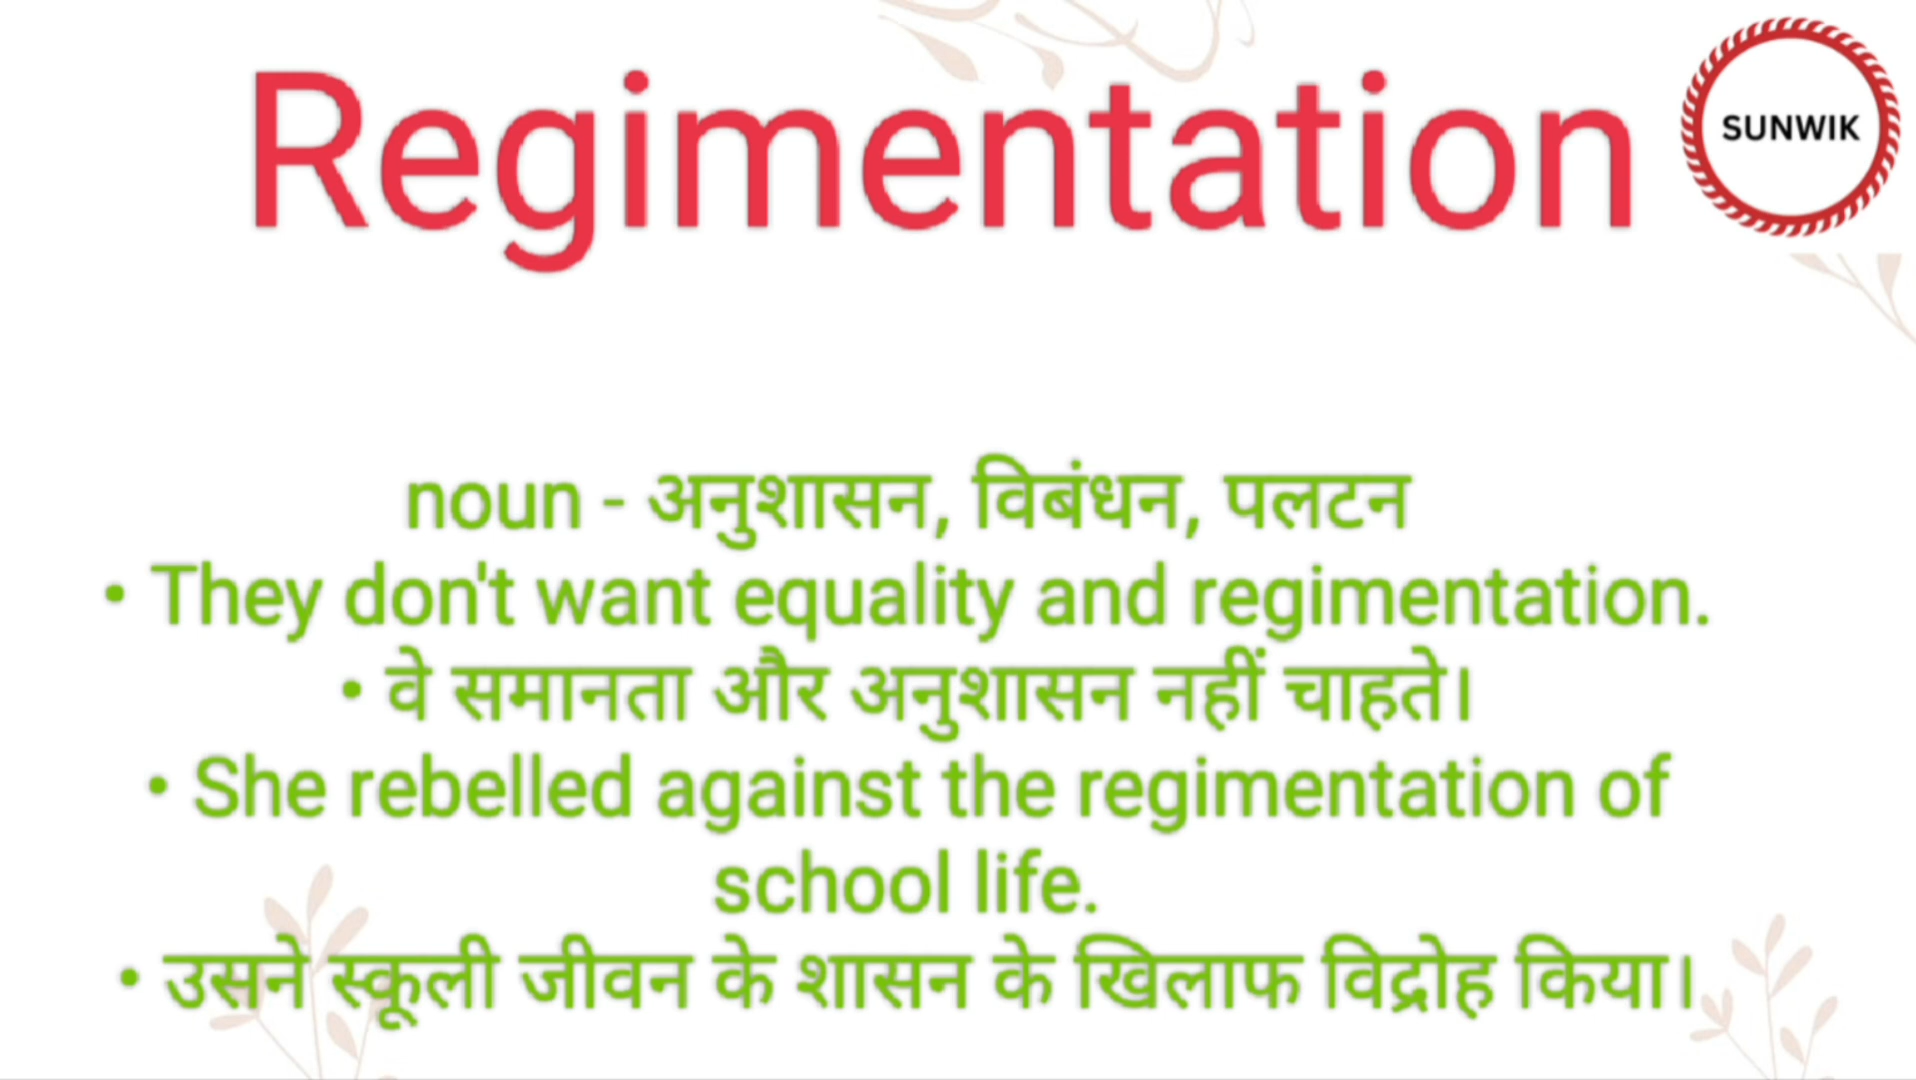 Regimentation
SUNWIK
noun - अनुशासन, विबंधन, पलटन
• They don't want equality and regimentation.
• वे समानता और अनुशासन नहीं चाहते।
• She rebelled against the regimentation of
school life.
• उसने स्कूली जीवन के शासन के खिलाफ विद्रोह किया।